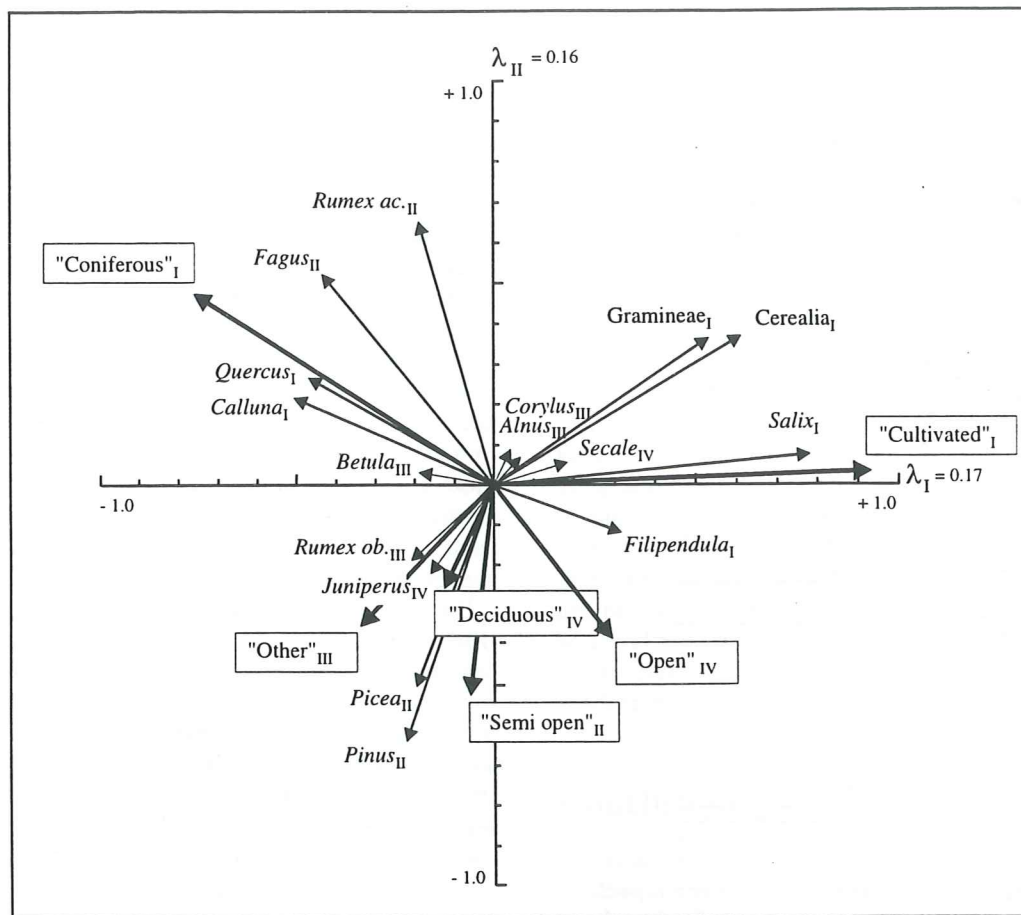 λII = 0.16
+ 1.0
Rumex ac.II
"Coniferous"I
FagusII
GramineaeI
CerealiaI
QuercusI
CallunaI
CorylusIII
AlnusIII
SalixI
"Cultivated"I
SecaleIV
BetulaIII
- 1.0
+ 1.0
λI = 0.17
Rumex ob.III
FilipendulaI
JuniperusIV
"Deciduous" IV
"Other"III
"Open" IV
PiceaII
"Semi open"II
PinusII
- 1.0